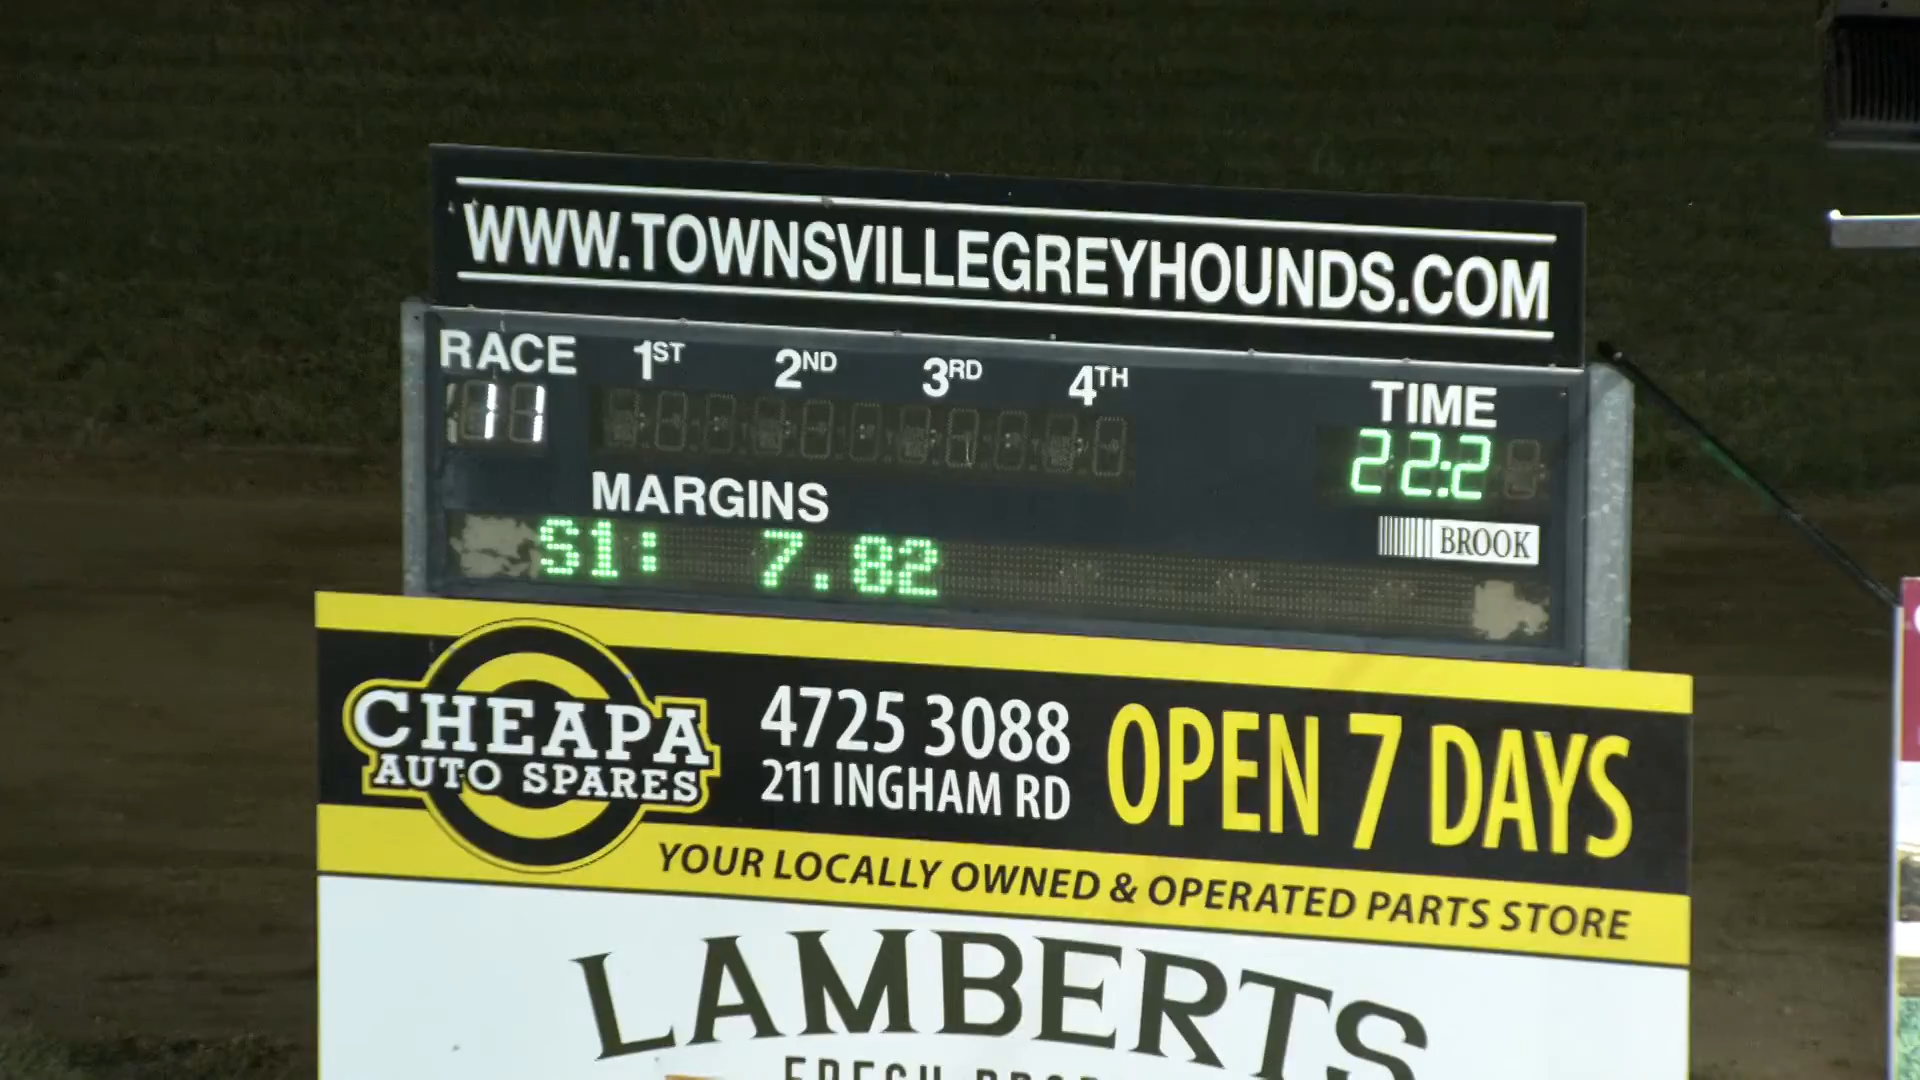 WWW.TOWNSVILLEGREYHOUNDS.COM
RACE 1ST 2ND 3RD 4TH TIME
11 22:2
MARGINS
BROOK
S1: 7.82
CHEAPA
AUTO SPARES
4725 3088
211 INGHAM RD
OPEN 7 DAYS
YOUR LOCALLY OWNED & OPERATED PARTS STORE
LAMBERTS